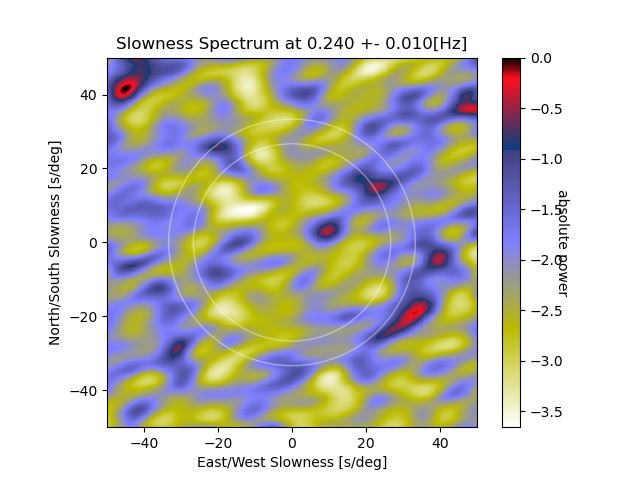 Slowness Spectrum at 0.240 +- 0.010[Hz]
North/South Slowness [s/deg]
40
20
0
−20
−40
−40 −20 0 20 40
East/West Slowness [s/deg]
0.0
−0.5
−1.0
−1.5
−2.0
−2.5
−3.0
−3.5
absolute power